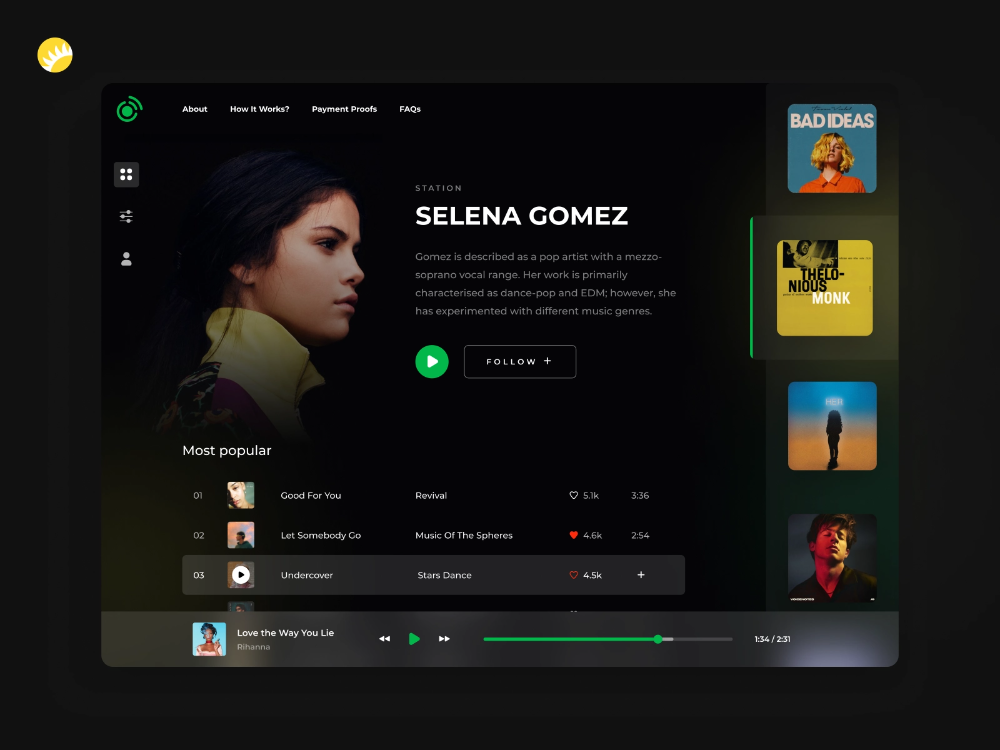 About
How It Works?
Payment Proofs
FAQs
STATION
SELENA GOMEZ
Gomez is described as a pop artist with a mezzo-
soprano vocal range. Her work is primarily
characterised as dance-pop and EDM; however, she
has experimented with different music genres.
FOLLOW +
Most popular
01 Good For You Revival 5.1k 3:36
02 Let Somebody Go Music Of The Spheres 4.6k 2:54
03 Undercover Stars Dance 4.5k +
BAD IDEAS
THELO-
NIOUS
MONK
HER
Love the Way You Lie
Rihanna
1:34 / 2:31